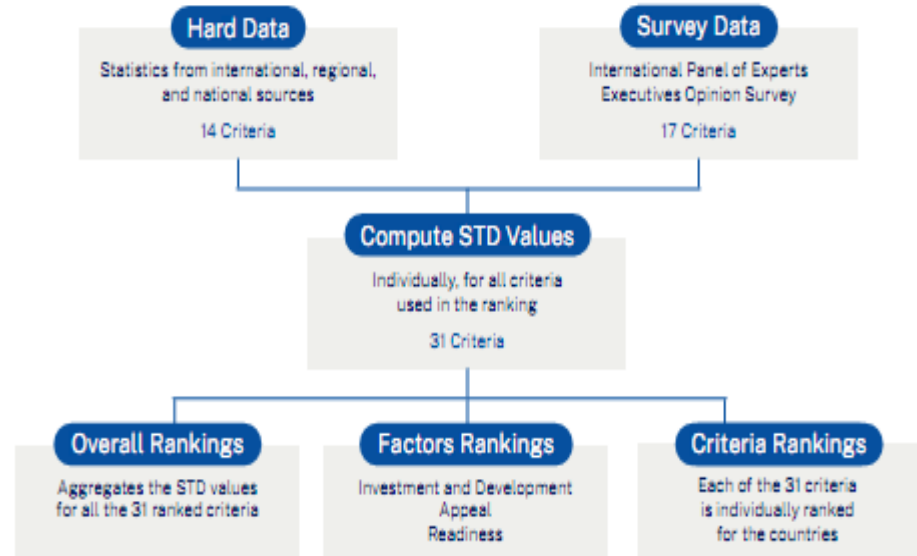 Hard Data
Statistics from international, regional,
and national sources
14 Criteria
Survey Data
International Panel of Experts
Executives Opinion Survey
17 Criteria
Compute STD Values
Individually, for all criteria
used in the ranking
31 Criteria
Overall Rankings
Aggregates the STD values
for all the 31 ranked criteria
Factors Rankings
Investment and Development
Appeal
Readiness
Criteria Rankings
Each of the 31 criteria
is individually ranked
for the countries